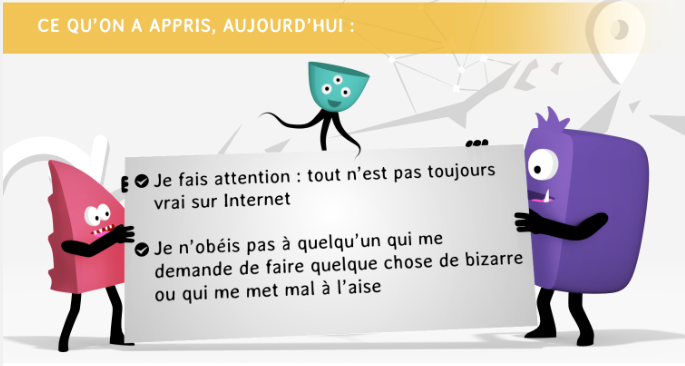 CE QU'ON A APPRIS, AUJOURD'HUI :
Je fais attention : tout n'est pas toujours
vrai sur Internet
Je n'obéis pas à quelqu'un qui me
demande de faire quelque chose de bizarre
ou qui me met mal à l'aise